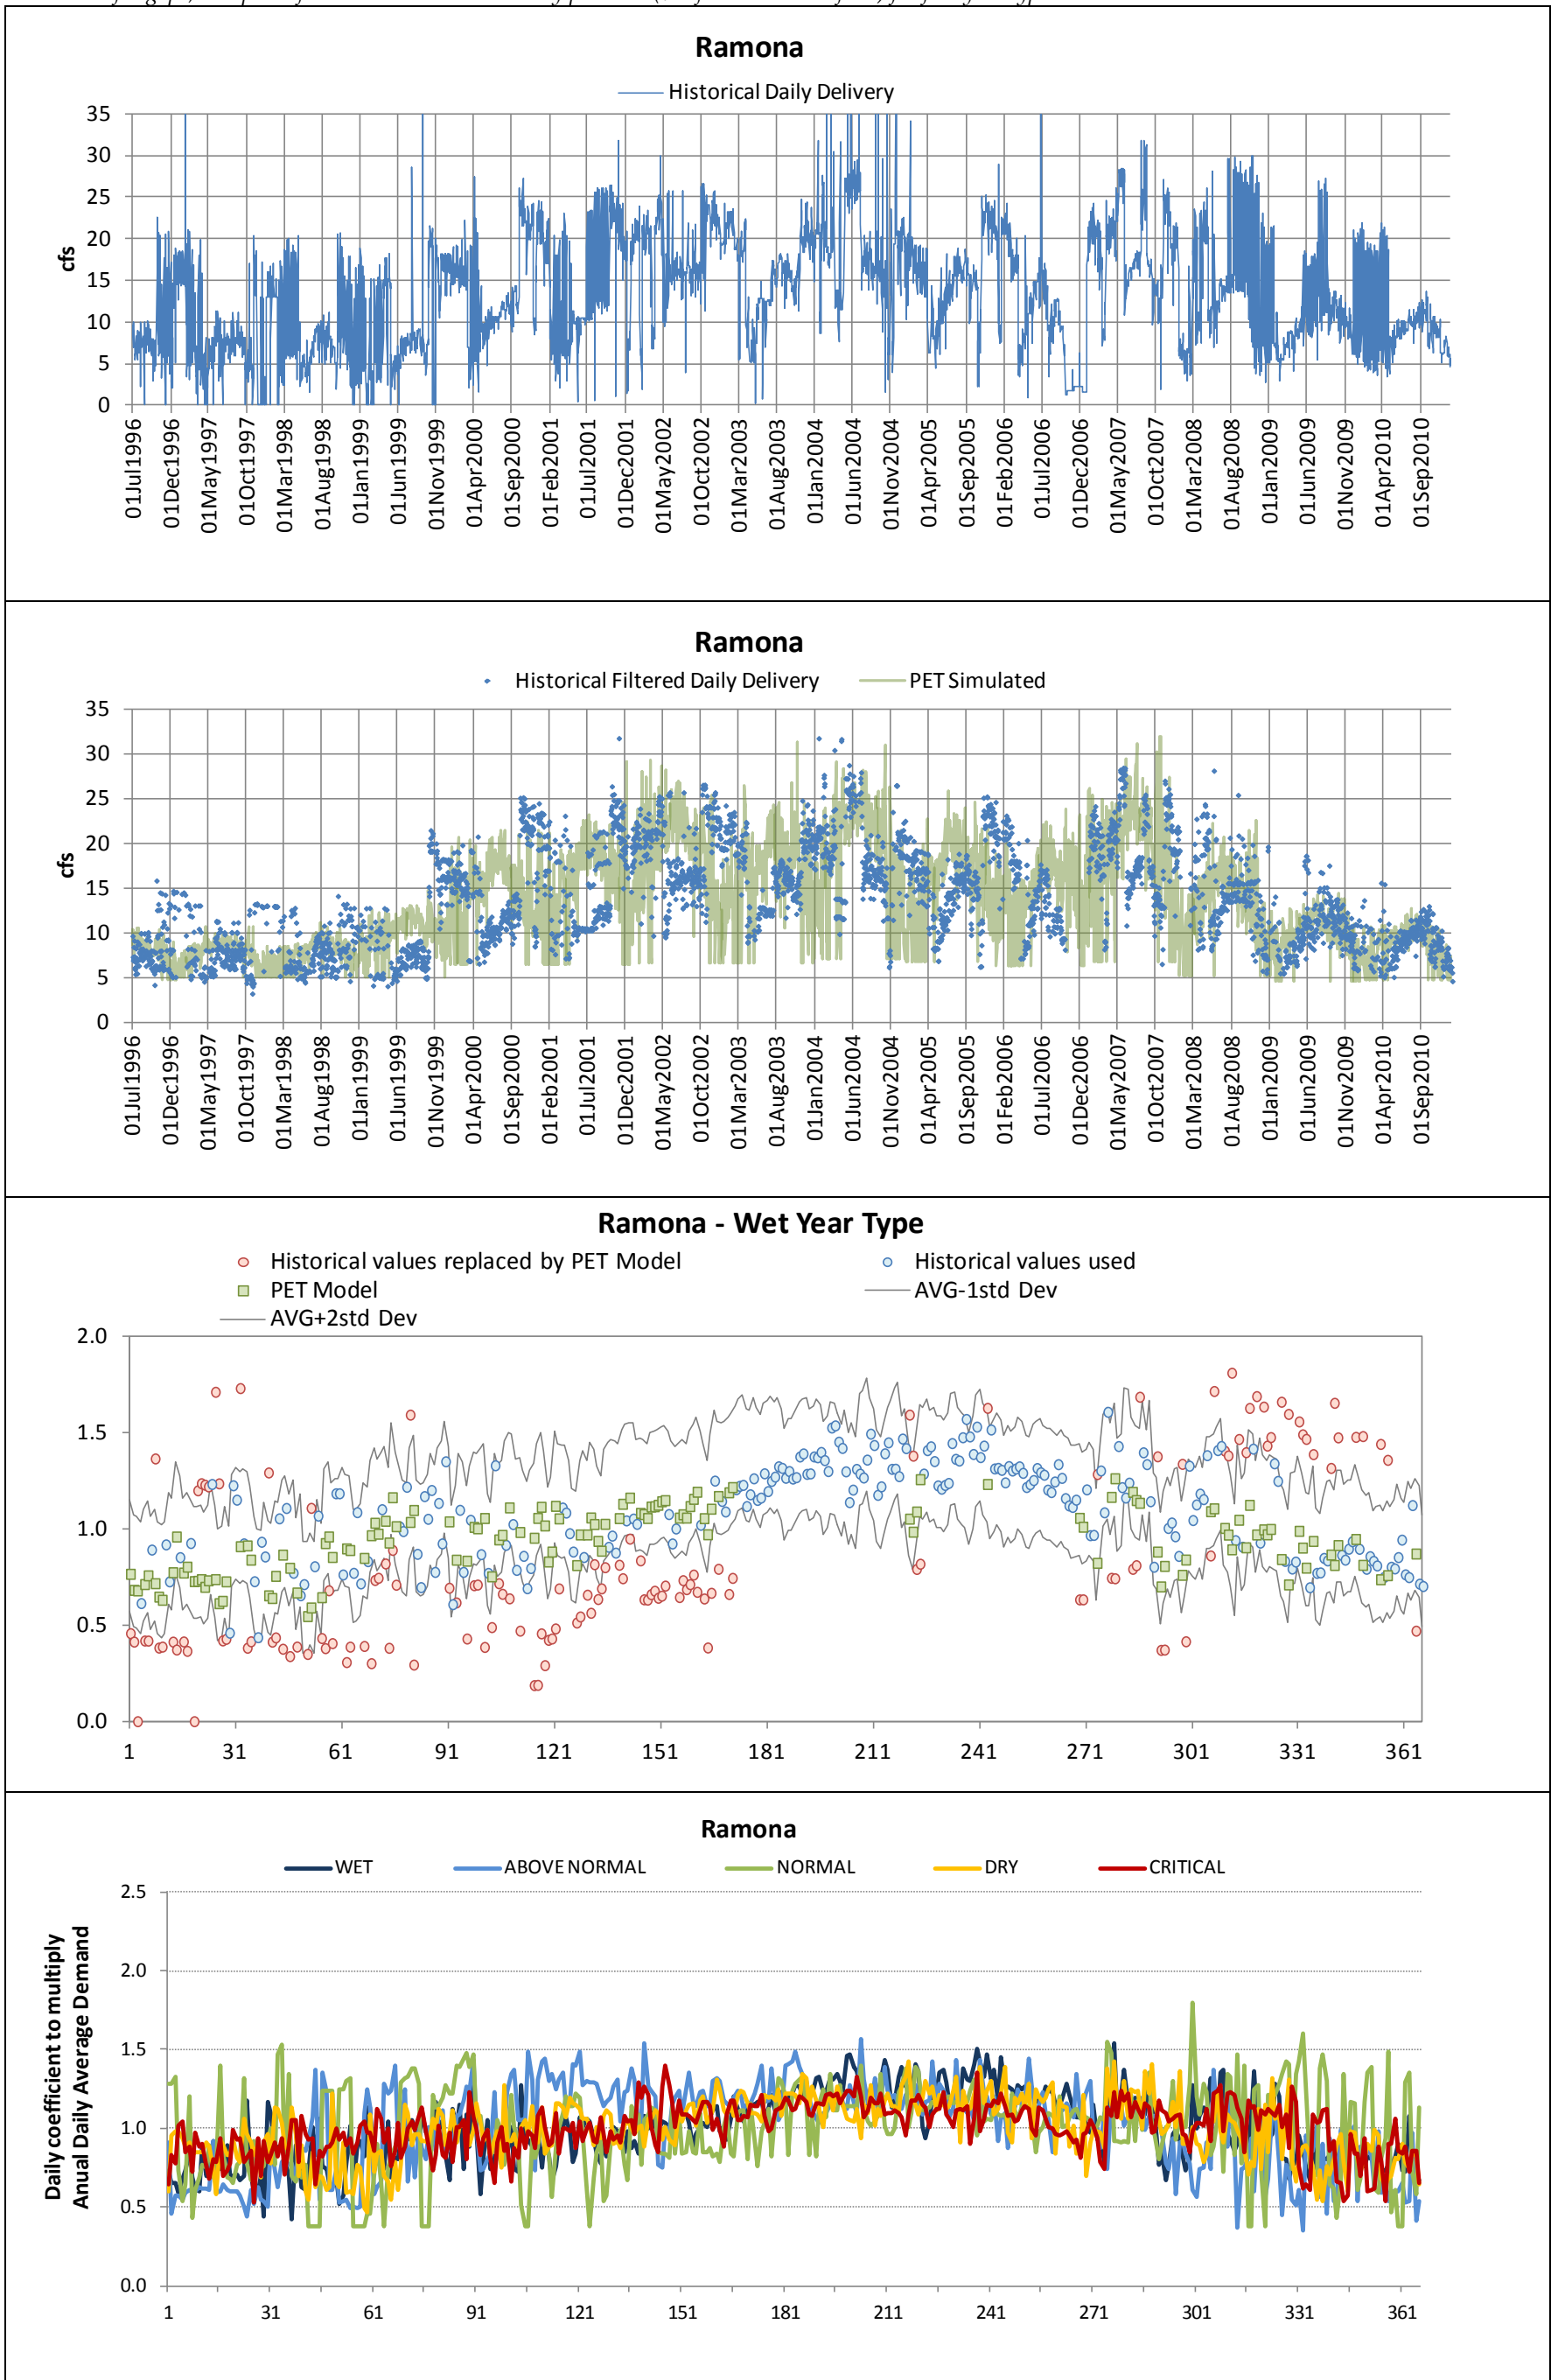 Ramona
Historical Daily Delivery
35
30
25
20
15
10
5
0
cfs
01Jul1996
01Dec1996
01May1997
01Oct1997
01Mar1998
01Aug1998
01Jan1999
01Jun1999
01Nov1999
01Apr2000
01Sep2000
01Feb2001
01Jul2001
01Dec2001
01May2002
01Oct2002
01Mar2003
01Aug2003
01Jan2004
01Jun2004
01Nov2004
01Apr2005
01Sep2005
01Feb2006
01Jul2006
01Dec2006
01May2007
01Oct2007
01Mar2008
01Aug2008
01Jan2009
01Jun2009
01Nov2009
01Apr2010
01Sep2010
Ramona
Historical Filtered Daily Delivery PET Simulated
35
30
25
20
15
10
5
0
cfs
01Jul1996
01Dec1996
01May1997
01Oct1997
01Mar1998
01Aug1998
01Jan1999
01Jun1999
01Nov1999
01Apr2000
01Sep2000
01Feb2001
01Jul2001
01Dec2001
01May2002
01Oct2002
01Mar2003
01Aug2003
01Jan2004
01Jun2004
01Nov2004
01Apr2005
01Sep2005
01Feb2006
01Jul2006
01Dec2006
01May2007
01Oct2007
01Mar2008
01Aug2008
01Jan2009
01Jun2009
01Nov2009
01Apr2010
01Sep2010
Ramona - Wet Year Type
Historical values replaced by PET Model Historical values used
PET Model AVG-1std Dev
AVG+2std Dev
2.0
1.5
1.0
0.5
0.0
1 31 61 91 121 151 181 211 241 271 301 331 361
Ramona
WET ABOVE NORMAL NORMAL DRY CRITICAL
2.5
2.0
1.5
1.0
0.5
0.0
Daily coefficient to multiply
Anual Daily Average Demand
1 31 61 91 121 151 181 211 241 271 301 331 361